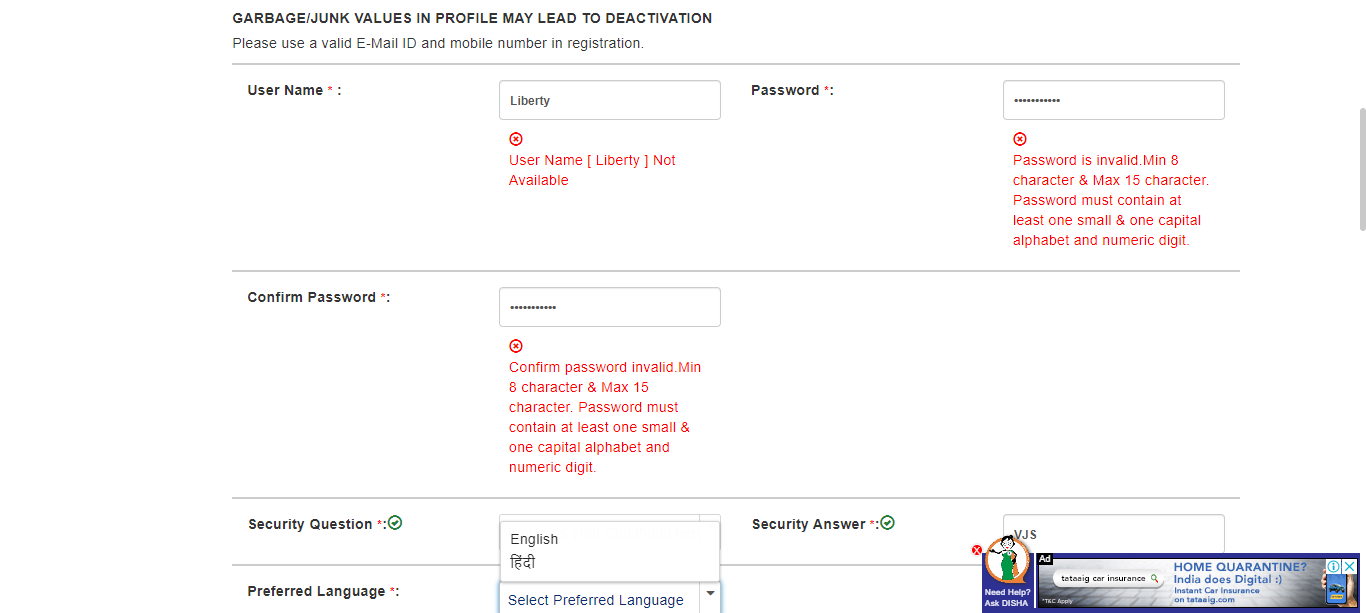 GARBAGE/JUNK VALUES IN PROFILE MAY LEAD TO DEACTIVATION
Please use a valid E-Mail ID and mobile number in registration.
User Name * :
Liberty
User Name [ Liberty ] Not
Available
Password *:
•••••••••••
Password is invalid.Min 8
character & Max 15 character.
Password must contain at
least one small & one capital
alphabet and numeric digit.
Confirm Password *:
•••••••••••
Confirm password invalid.Min
8 character & Max 15
character. Password must
contain at least one small &
one capital alphabet and
numeric digit.
Security Question *:
English
हिंदी
Security Answer *:
VJS
Preferred Language *:
Select Preferred Language
Need Help?
Ask DISHA
Ad
tataaig car insurance
*T&C Apply
HOME QUARANTINE?
India does Digital :)
Instant Car Insurance
on tataaig.com